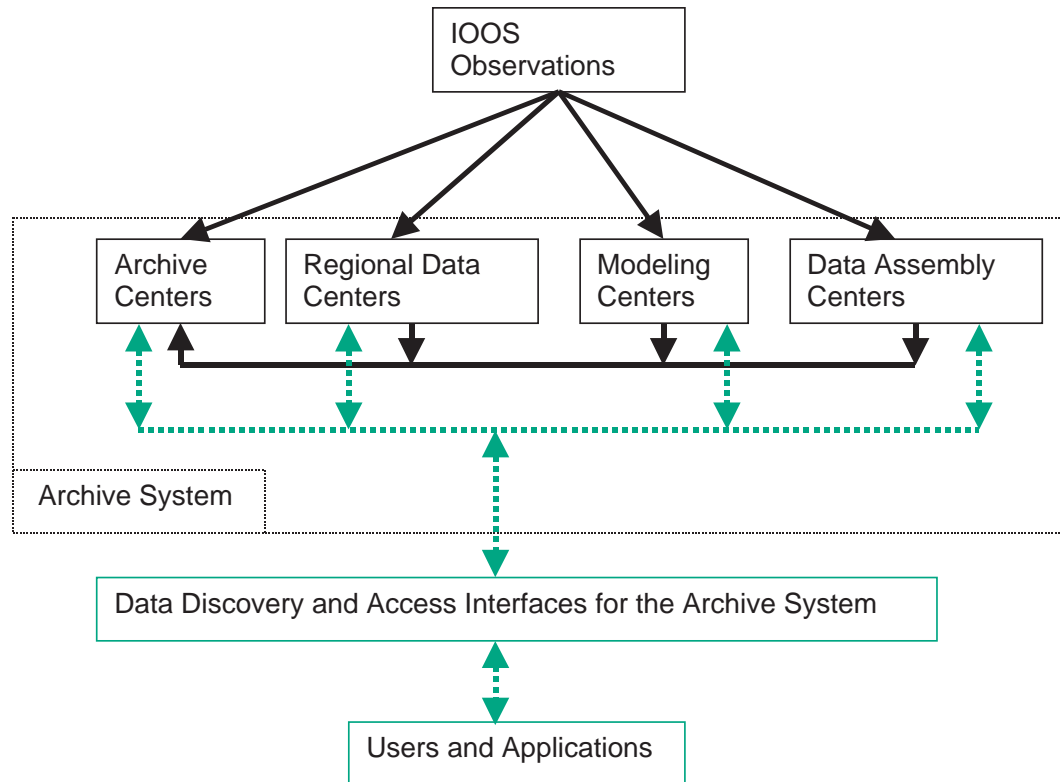 IOOS
Observations
Archive
Centers
Regional Data
Centers
Modeling
Centers
Data Assembly
Centers
Archive System
Data Discovery and Access Interfaces for the Archive System
Users and Applications